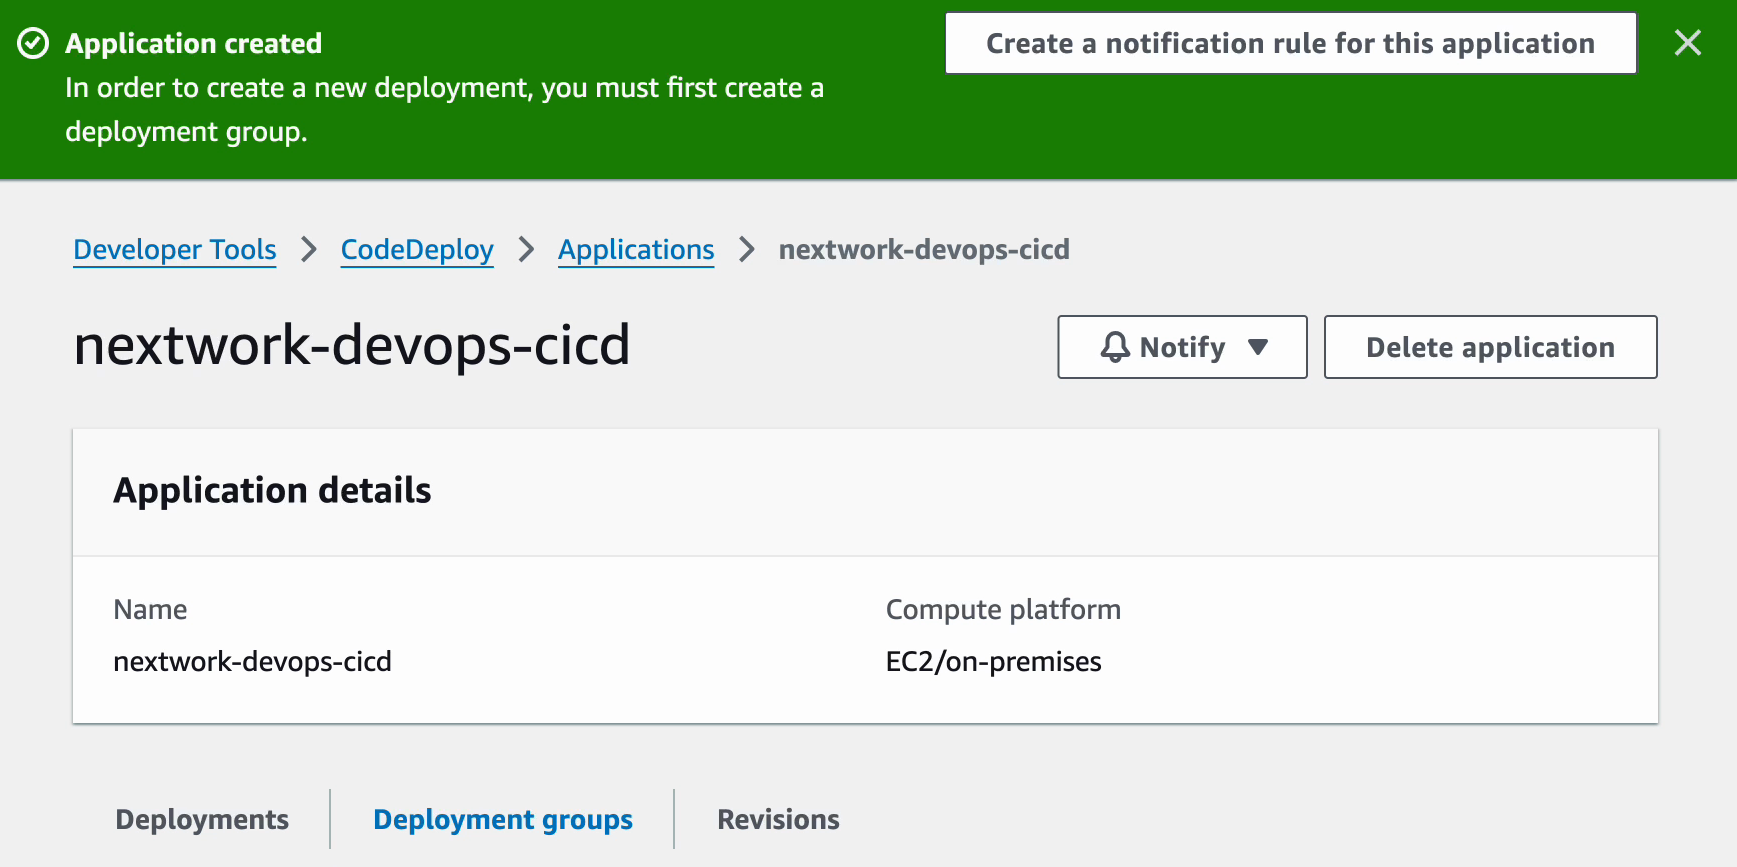 Application created
Create a notification rule for this application
In order to create a new deployment, you must first create a
deployment group.
Developer Tools > CodeDeploy > Applications > nextwork-devops-cicd
nextwork-devops-cicd
Notify
Delete application
Application details
Name
Compute platform
nextwork-devops-cicd
EC2/on-premises
Deployments
Deployment groups
Revisions